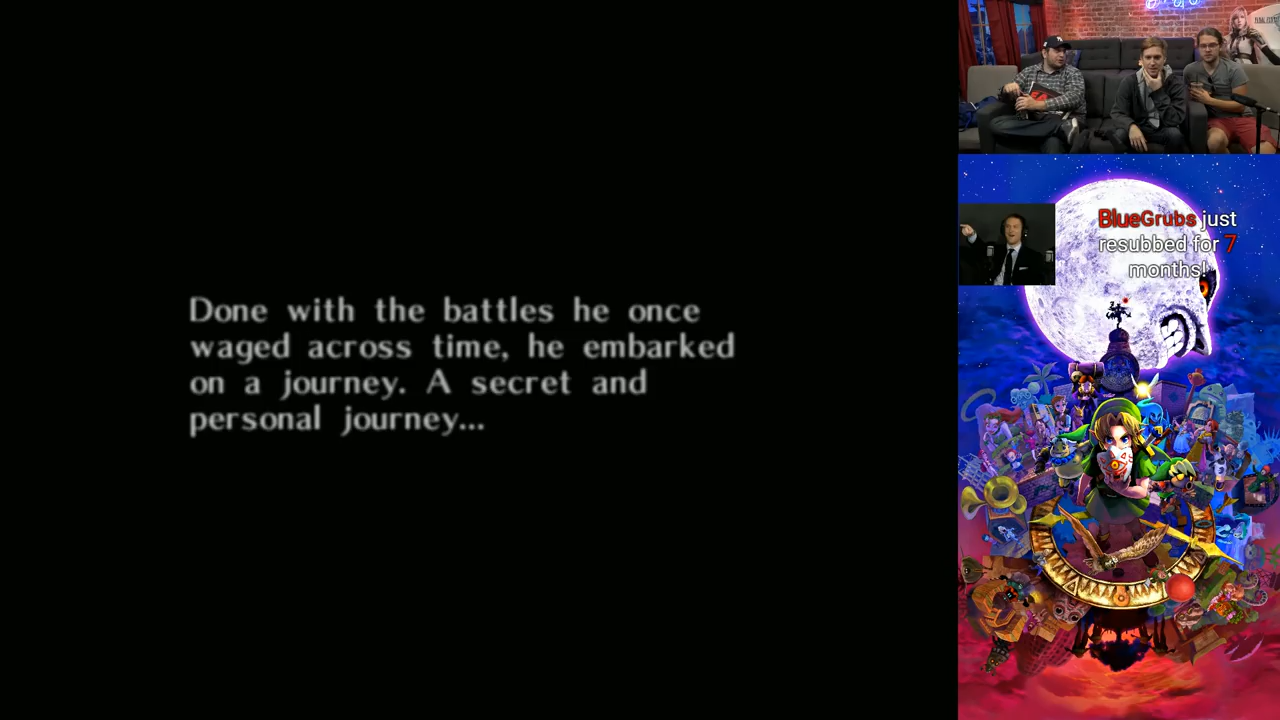 Done with the battles he once
waged across time, he embarked
on a journey. A secret and
personal journey...
BlueGrubs just
resubbed for 7
months!